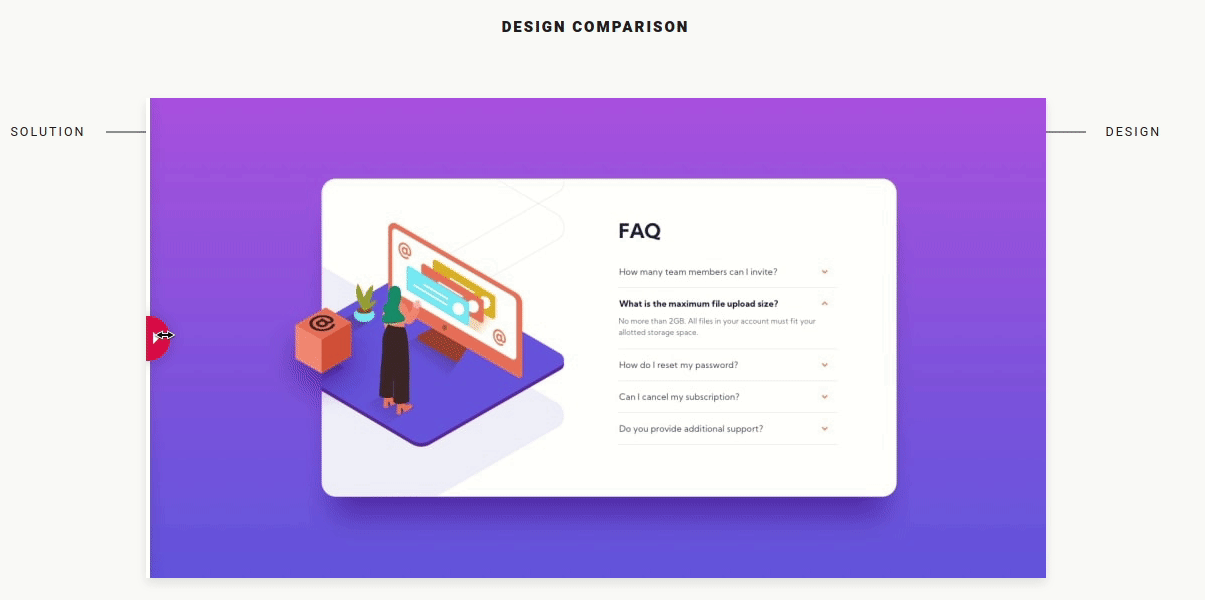 DESIGN COMPARISON
SOLUTION
DESIGN
FAQ
How many team members can I invite?
What is the maximum file upload size?
No more than 2GB. All files in your account must fit your
allotted storage space.
How do I reset my password?
Can I cancel my subscription?
Do you provide additional support?
@
@
@